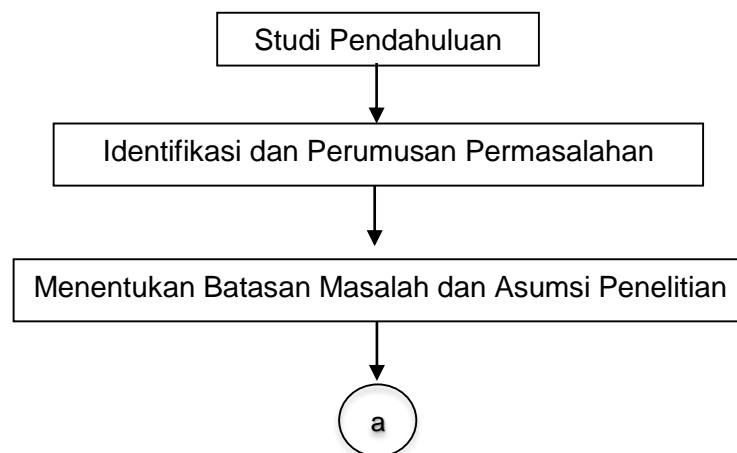 Studi Pendahuluan
Identifikasi dan Perumusan Permasalahan
Menentukan Batasan Masalah dan Asumsi Penelitian
a